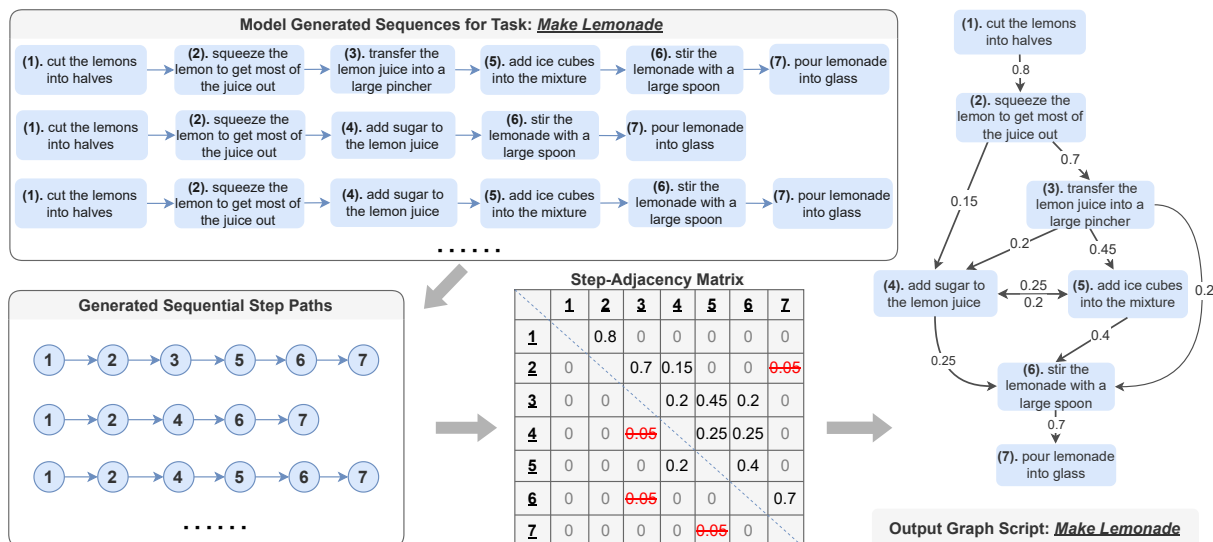 Model Generated Sequences for Task: Make Lemonade
(1). cut the lemons
into halves
(2). squeeze the
lemon to get most of
the juice out
(3). transfer the
lemon juice into a
large pincher
(5). add ice cubes
into the mixture
(6). stir the
lemonade with a
large spoon
(7). pour lemonade
into glass
(1). cut the lemons
into halves
(2). squeeze the
lemon to get most of
the juice out
(4). add sugar to
the lemon juice
(6). stir the
lemonade with a
large spoon
(7). pour lemonade
into glass
(1). cut the lemons
into halves
(2). squeeze the
lemon to get most of
the juice out
(4). add sugar to
the lemon juice
(5). add ice cubes
into the mixture
(6). stir the
lemonade with a
large spoon
(7). pour lemonade
into glass
......
Generated Sequential Step Paths
1 2 3 5 6 7
1 2 4 6 7
1 2 4 5 6 7
......
Step-Adjacency Matrix
1 2 3 4 5 6 7
1 0.8 0 0 0 0 0
2 0 0.7 0.15 0 0 0.05
3 0 0 0.2 0.45 0.2 0
4 0 0 0.05 0.25 0.25 0
5 0 0 0 0.2 0.4 0
6 0 0 0.05 0 0 0.7
7 0 0 0 0 0.05 0
(1). cut the lemons
into halves
0.8
(2). squeeze the
lemon to get most of
the juice out
0.7
0.15
(3). transfer the
lemon juice into a
large pincher
0.2
0.45
0.2
(4). add sugar to
the lemon juice
0.25
0.2
(5). add ice cubes
into the mixture
0.25
0.4
(6). stir the
lemonade with a
large spoon
0.7
(7). pour lemonade
into glass
Output Graph Script: Make Lemonade